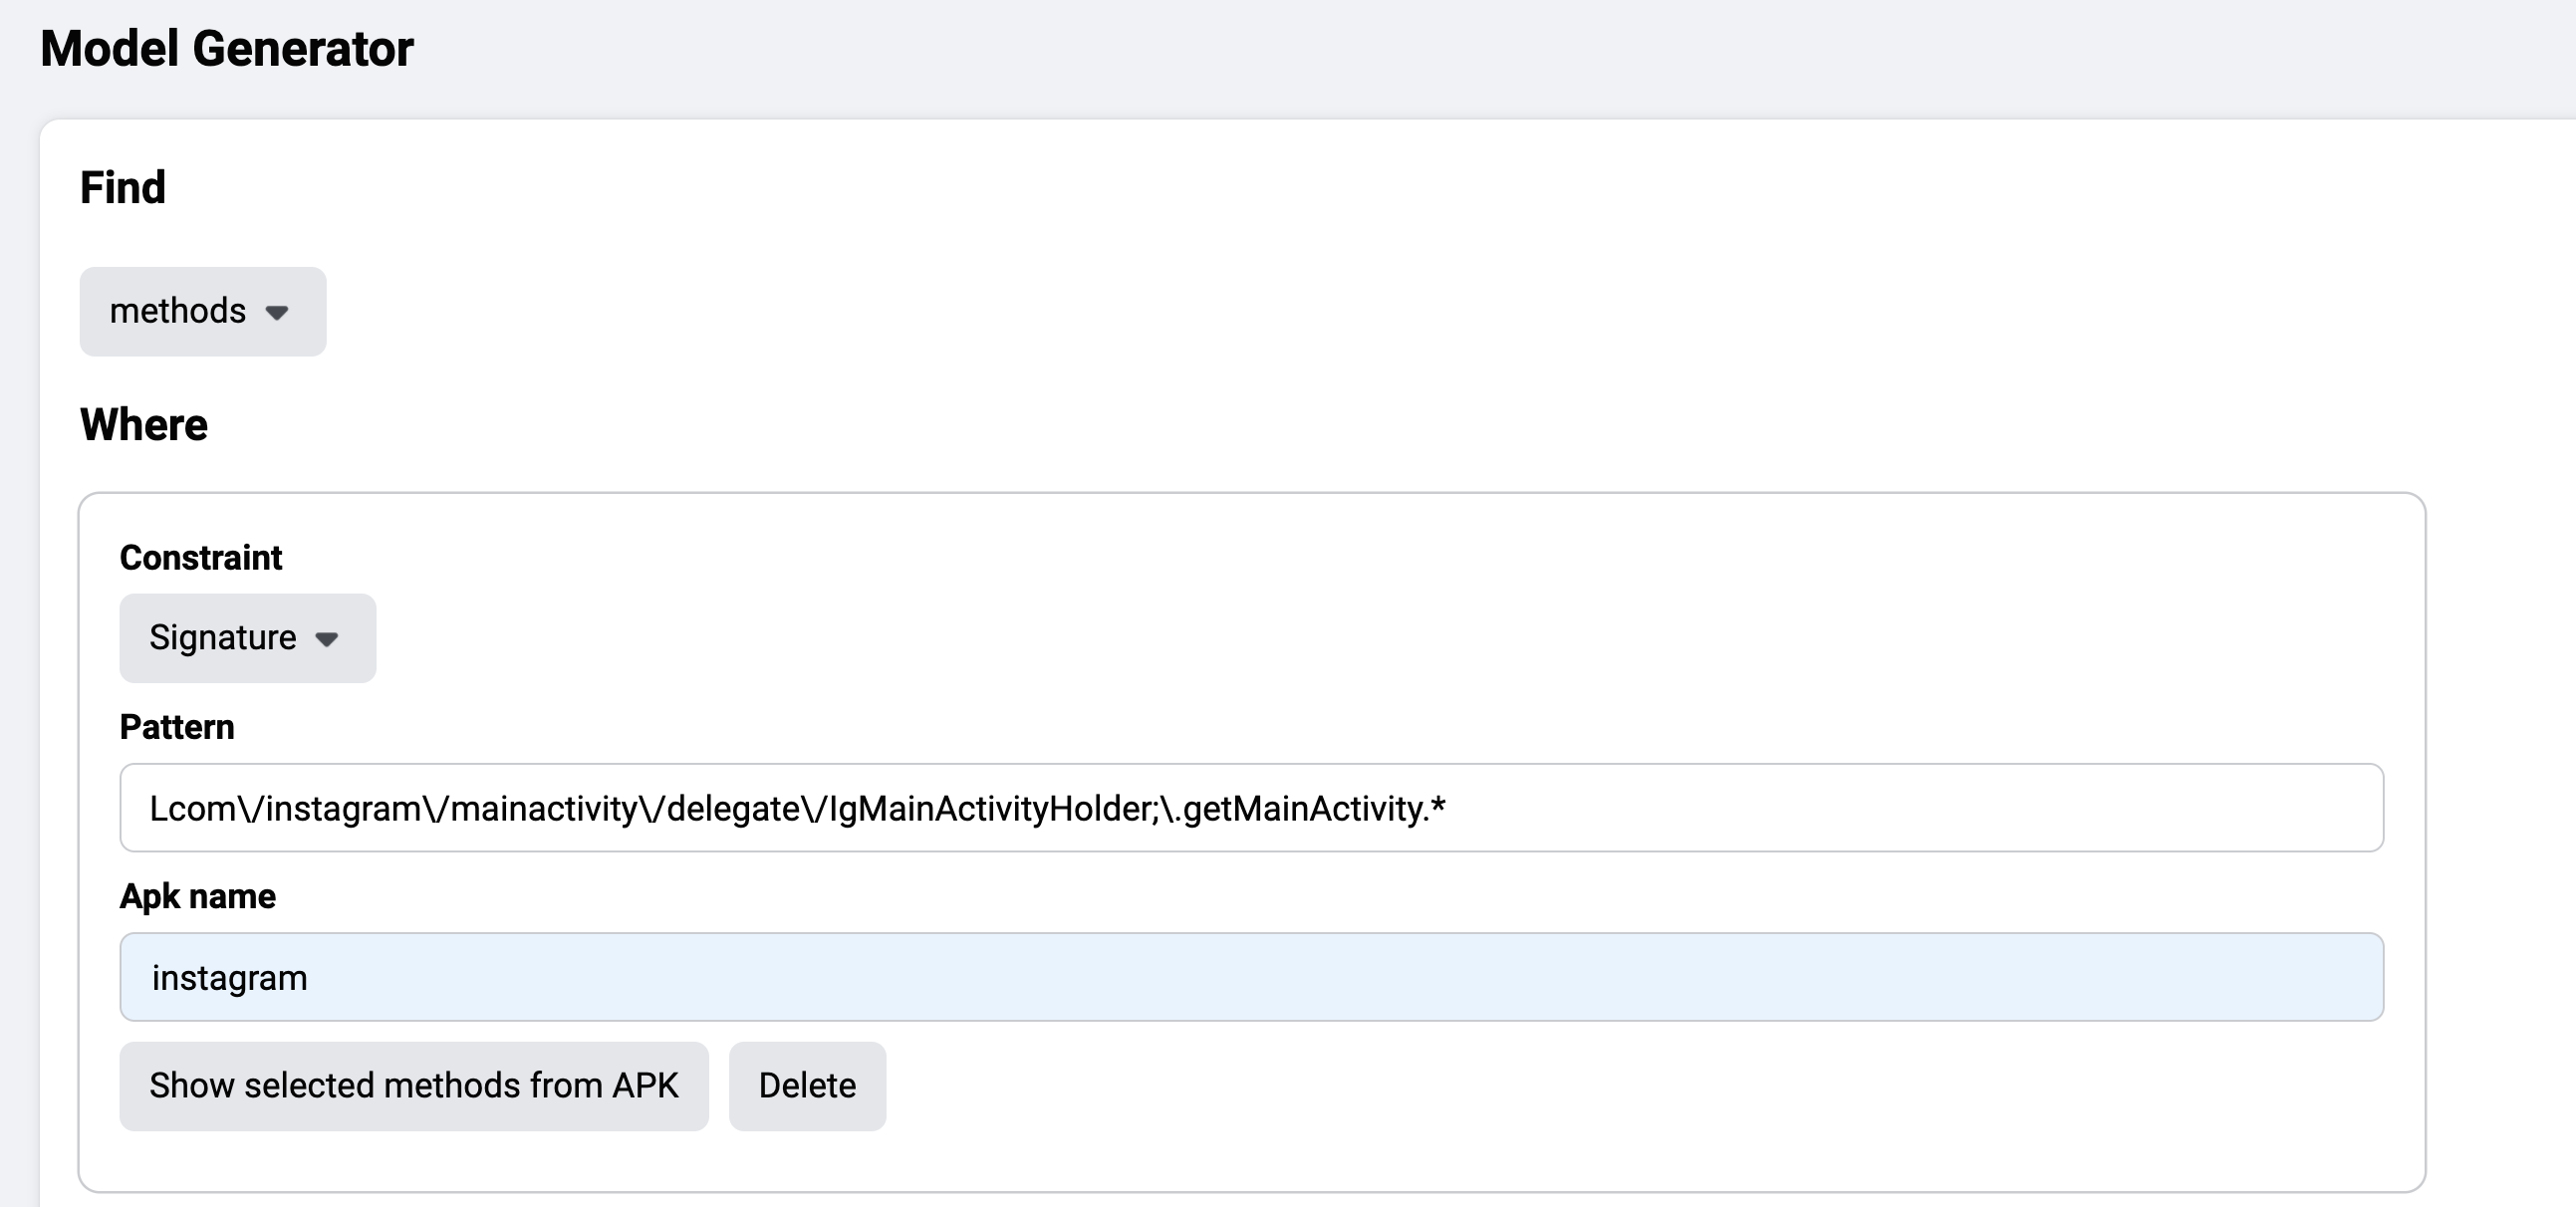 Model Generator
Find
methods
Where
Constraint
Signature
Pattern
Lcom\/instagram\/mainactivity\/delegate\/IgMainActivityHolder;\.getMainActivity.*
Apk name
instagram
Show selected methods from APK Delete